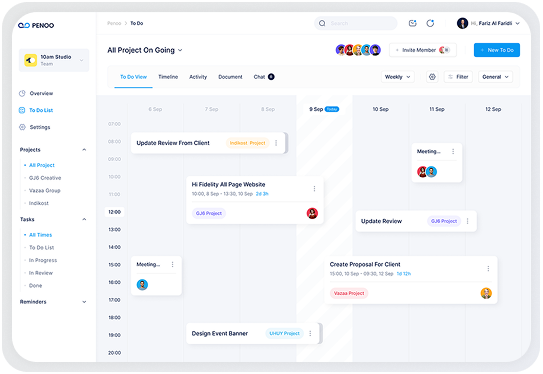 PENOO
Penoo > To Do
Search
Hi, Fariz Al Faridli
10am Studio
Team
All Project On Going
Invite Member
+ New To Do
Overview
To Do List
Settings
To Do View
Timeline
Activity
Document
Chat
Weekly
Filter
General
Projects
All Project
GJ6 Creative
Vazaa Group
Indikost
Tasks
All Times
To Do List
In Progress
In Review
Done
Reminders
6 Sep
7 Sep
8 Sep
9 Sep Today
10 Sep
11 Sep
12 Sep
07:00
08:00
09:00
10:00
11:00
12:00
13:00
14:00
15:00
16:00
17:00
18:00
19:00
20:00
Update Review From Client
Indikost Project
Meeting...
Hi Fidelity All Page Website
10:00, 8 Sep - 13:30, 10 Sep 2d 3h
GJ6 Project
Update Review
GJ6 Project
Meeting...
Create Proposal For Client
15:00, 10 Sep - 09:30, 12 Sep 1d 12h
Vazaa Project
Design Event Banner
UHUY Project